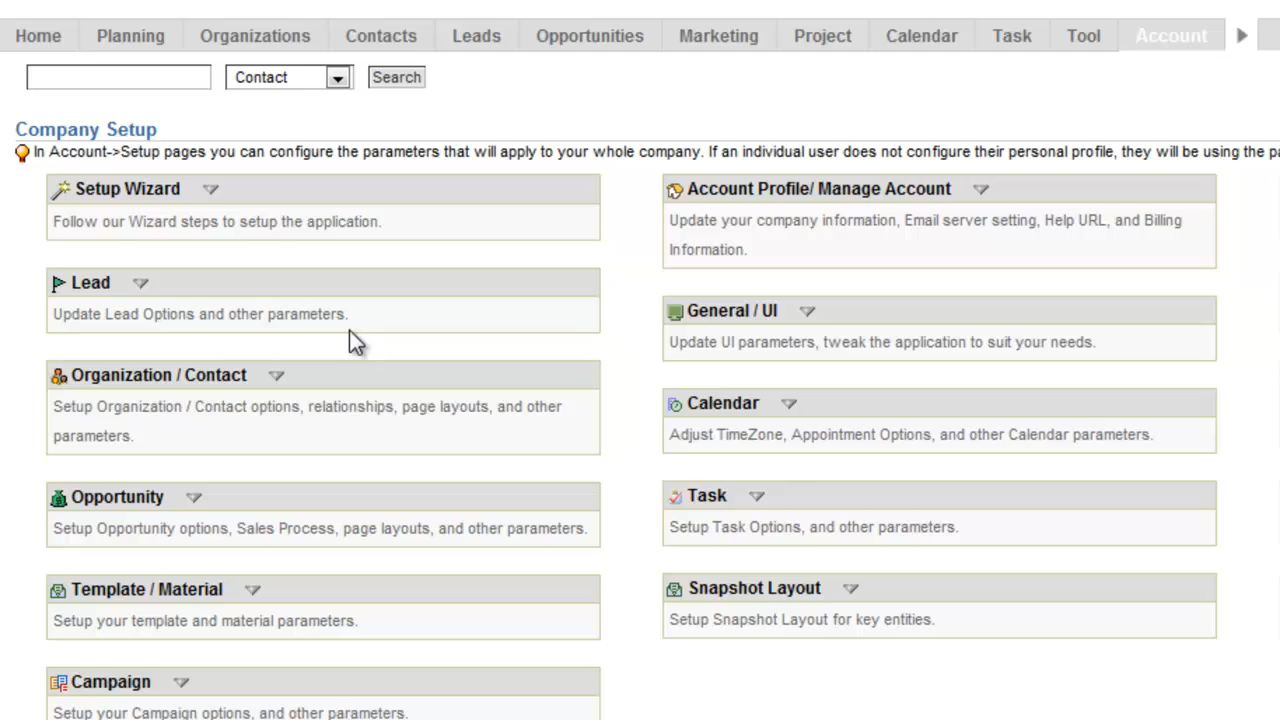 Home Planning Organizations Contacts Leads Opportunities Marketing Project Calendar Task Tool Account
Contact Search
Company Setup
In Account->Setup pages you can configure the parameters that will apply to your whole company. If an individual user does not configure their personal profile, they will be using the
Setup Wizard
Follow our Wizard steps to setup the application.
Lead
Update Lead Options and other parameters.
Organization / Contact
Setup Organization / Contact options, relationships, page layouts, and other
parameters.
Opportunity
Setup Opportunity options, Sales Process, page layouts, and other parameters.
Template / Material
Setup your template and material parameters.
Campaign
Setup your Campaign options, and other parameters.
Account Profile/ Manage Account
Update your company information, Email server setting, Help URL, and Billing
Information.
General / UI
Update UI parameters, tweak the application to suit your needs.
Calendar
Adjust TimeZone, Appointment Options, and other Calendar parameters.
Task
Setup Task Options, and other parameters.
Snapshot Layout
Setup Snapshot Layout for key entities.